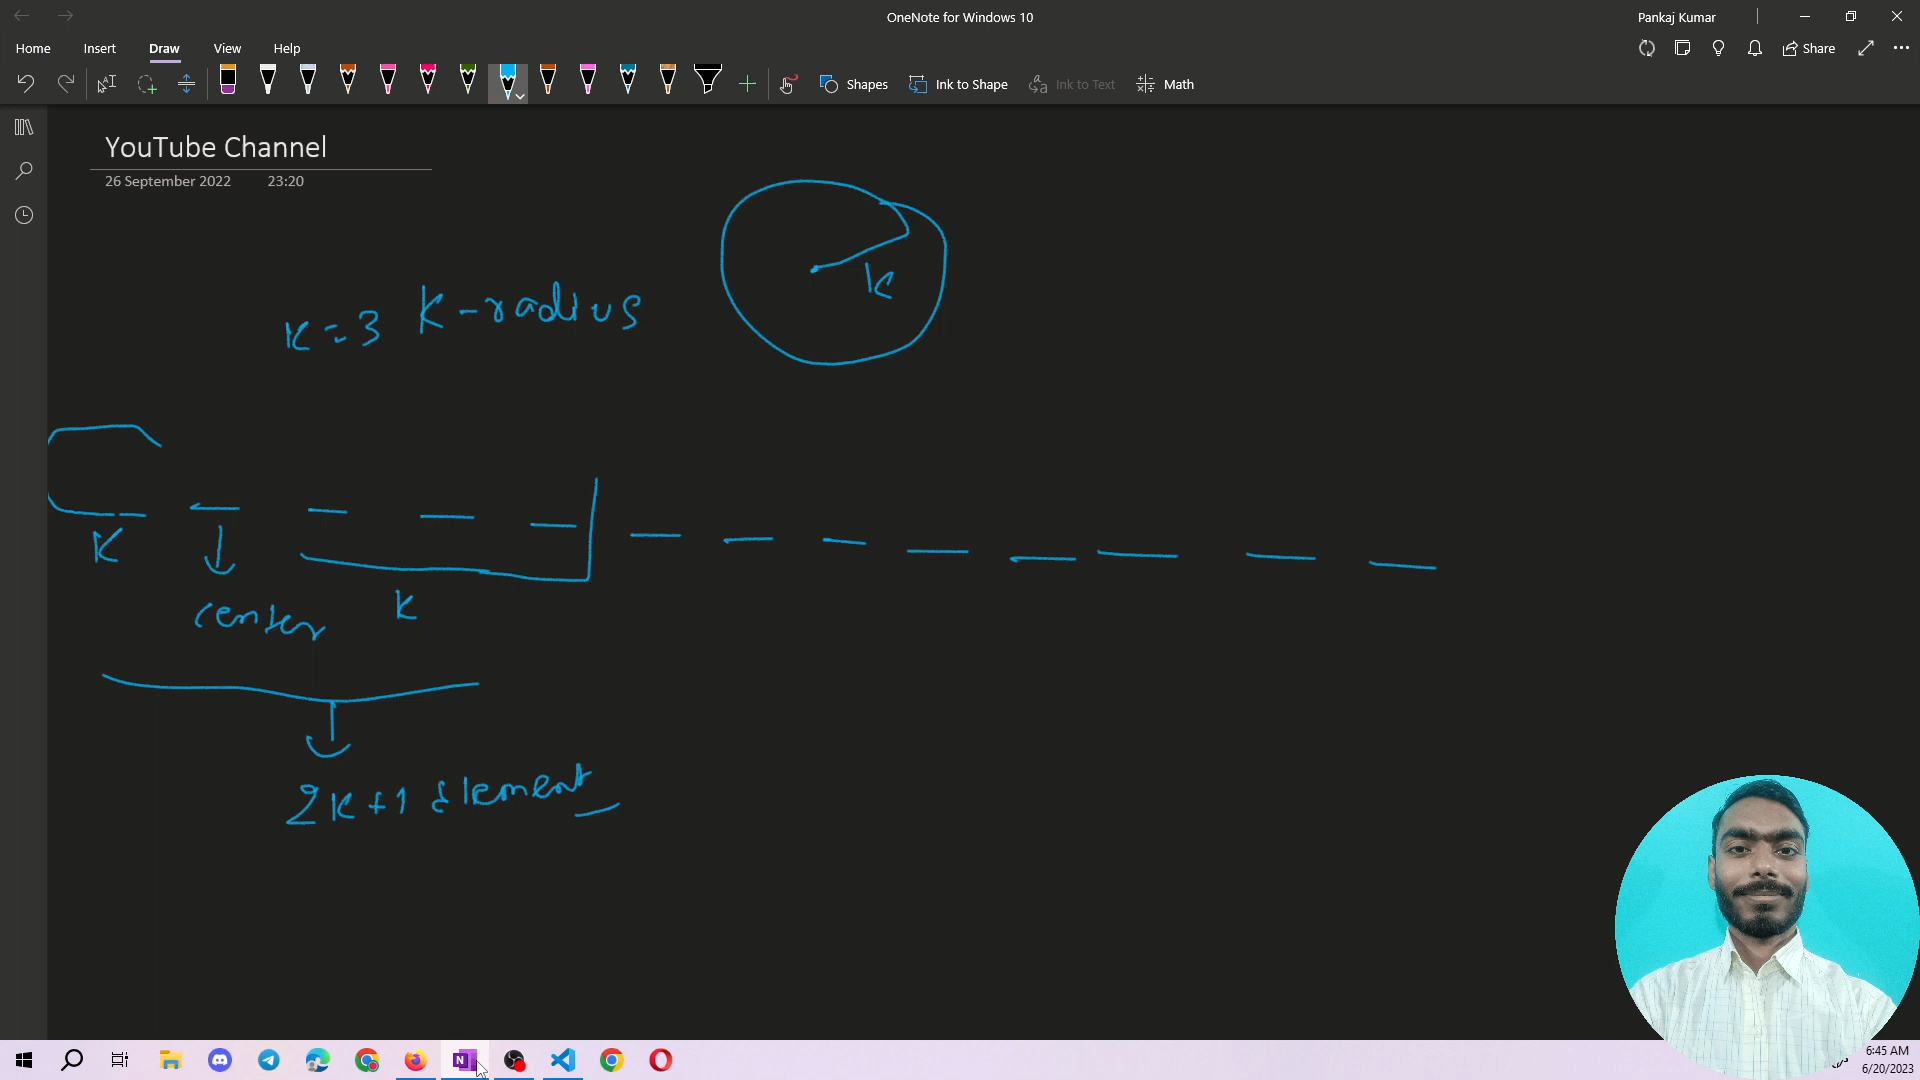 OneNote for Windows 10
Pankaj Kumar
Home Insert Draw View Help
Share
Shapes Ink to Shape Ink to Text Math
YouTube Channel
26 September 2022 23:20
K
K=3 K-radius
K
center
K
2K+1 Element
6:45 AM
6/20/2023